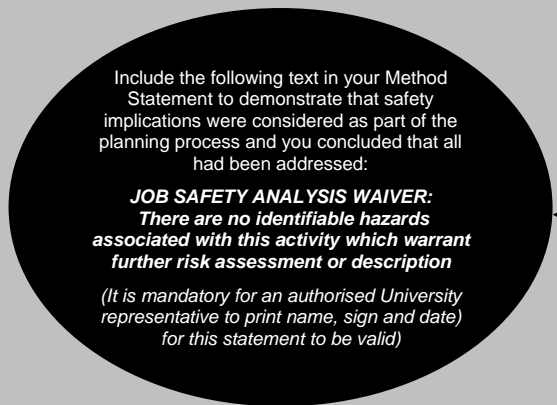 Include the following text in your Method
Statement to demonstrate that safety
implications were considered as part of the
planning process and you concluded that all
had been addressed:
JOB SAFETY ANALYSIS WAIVER:
There are no identifiable hazards
associated with this activity which warrant
further risk assessment or description
(It is mandatory for an authorised University
representative to print name, sign and date)
for this statement to be valid)